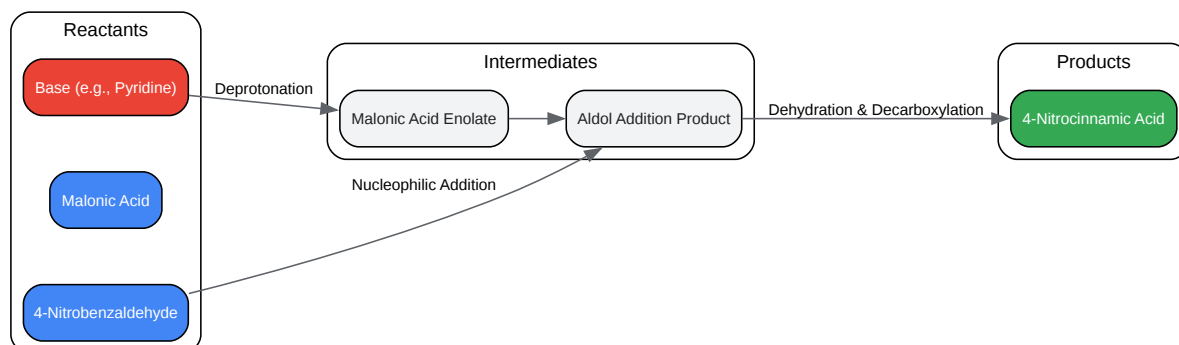 Reactants
Base (e.g., Pyridine)
Malonic Acid
4-Nitrobenzaldehyde
Deprotonation
Nucleophilic Addition
Intermediates
Malonic Acid Enolate
Aldol Addition Product
Dehydration & Decarboxylation
Products
4-Nitrocinnamic Acid